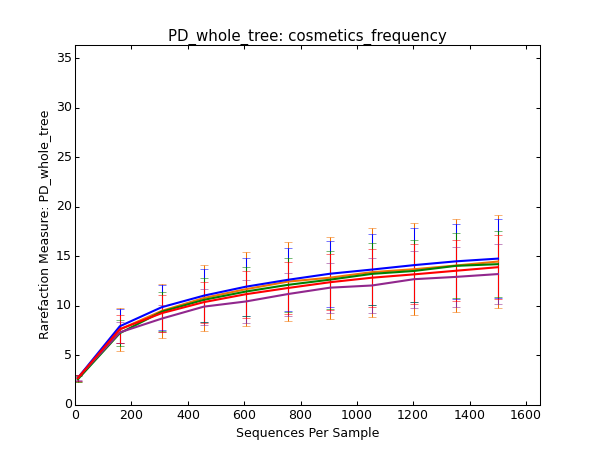 PD_whole_tree: cosmetics_frequency
Rarefaction Measure: PD_whole_tree
35
30
25
20
15
10
5
0
0 200 400 600 800 1000 1200 1400 1600
Sequences Per Sample